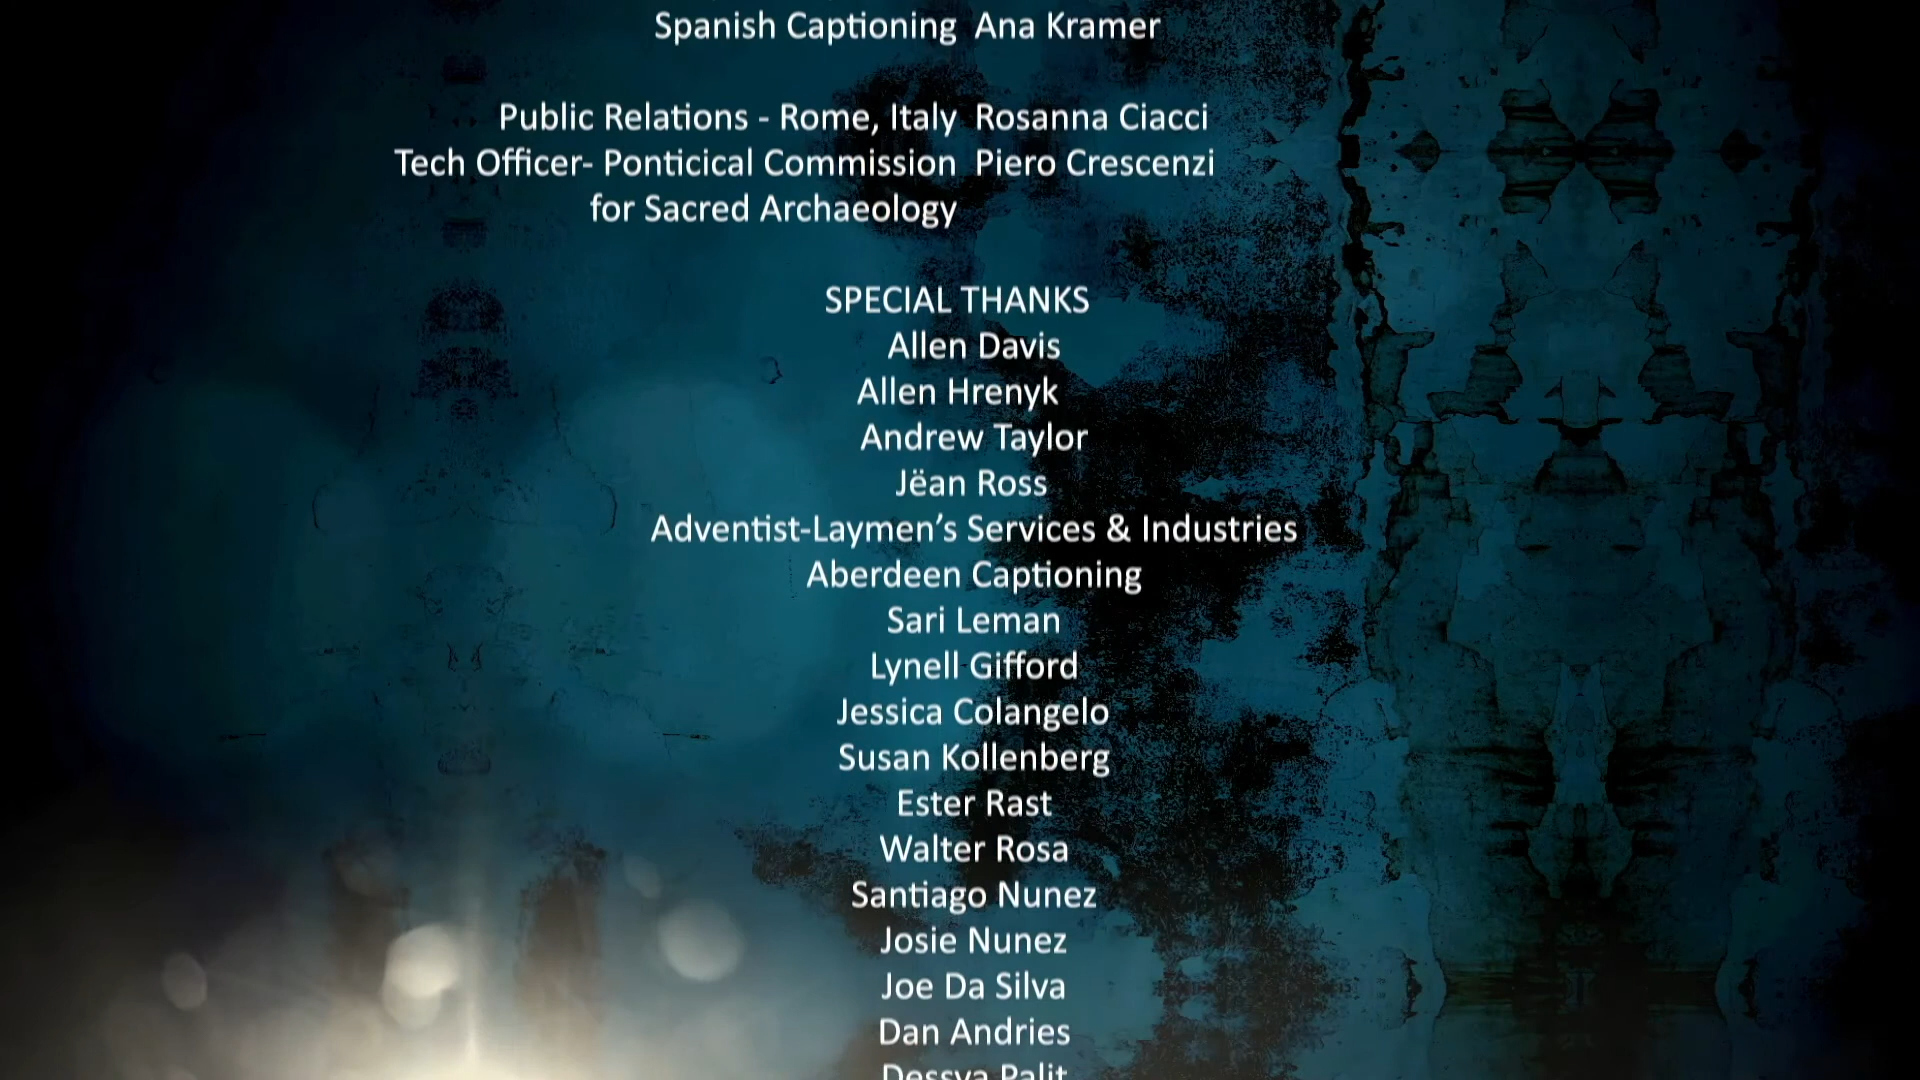 Spanish Captioning Ana Kramer
Public Relations - Rome, Italy Rosanna Ciacci
Tech Officer- Ponticical Commission Piero Crescenzi
for Sacred Archaeology
SPECIAL THANKS
Allen Davis
Allen Hrenyk
Andrew Taylor
Jëan Ross
Adventist-Laymen’s Services & Industries
Aberdeen Captioning
Sari Leman
Lynell Gifford
Jessica Colangelo
Susan Kollenberg
Ester Rast
Walter Rosa
Santiago Nunez
Josie Nunez
Joe Da Silva
Dan Andries
Dessya Palit